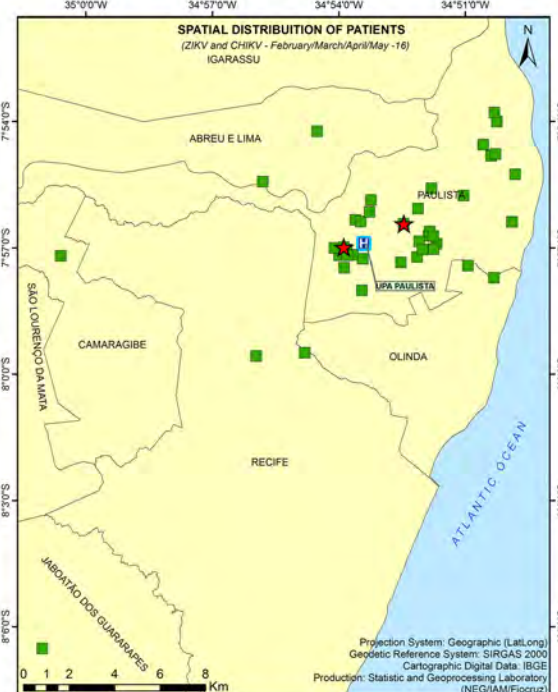 35°0'0"W 34°57'0"W 34°54'0"W 34°51'0"W
SPATIAL DISTRIBUITION OF PATIENTS
(ZIKV and CHIKV - February/March/April/May -16)
N
IGARASSU
7°54'0"S
ABREU E LIMA
PAULISTA
7°57'0"S
H
UPA PAULISTA
SÃO LOURENÇO DA MATA
CAMARAGIBE
OLINDA
8°0'0"S
RECIFE
ATLANTIC OCEAN
8°3'0"S
JABOATÃO DOS GUARARAPES
8°6'0"S
Projection System: Geographic (LatLong)
Geodetic Reference System: SIRGAS 2000
Cartographic Digital Data: IBGE
Production: Statistic and Geoprocessing Laboratory
(NEG/IAM/Fiocruz)
0 1 2 4 6 8
Km